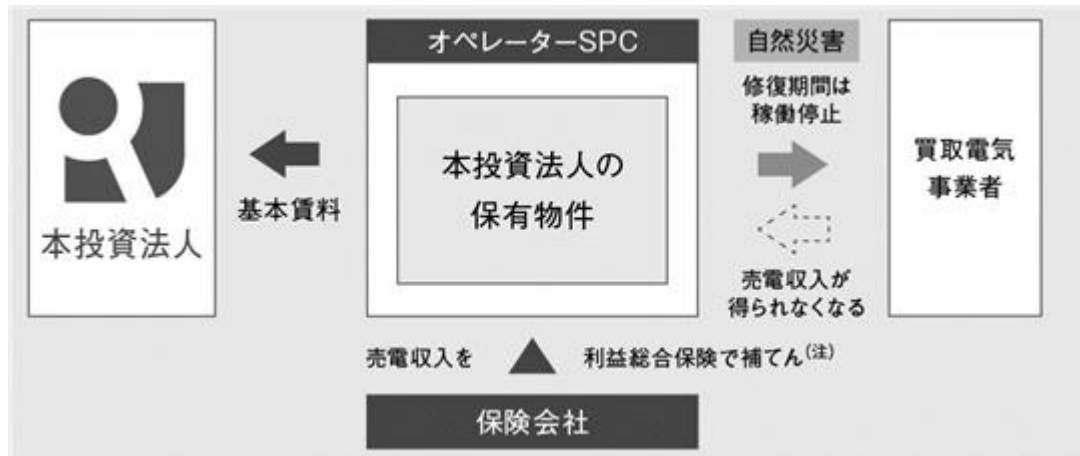 本投資法人
基本賃料
オペレーターSPC
本投資法人の
保有物件
自然災害
修復期間は
稼働停止
売電収入が
得られなくなる
買取電気
事業者
売電収入を
利益総合保険で補てん(注)
保険会社